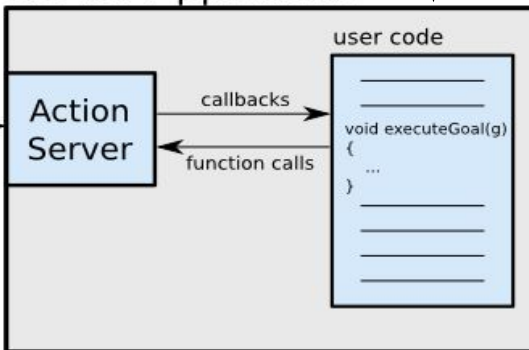 user code
Action
Server
callbacks
function calls
void executeGoal(g)
{
...
}